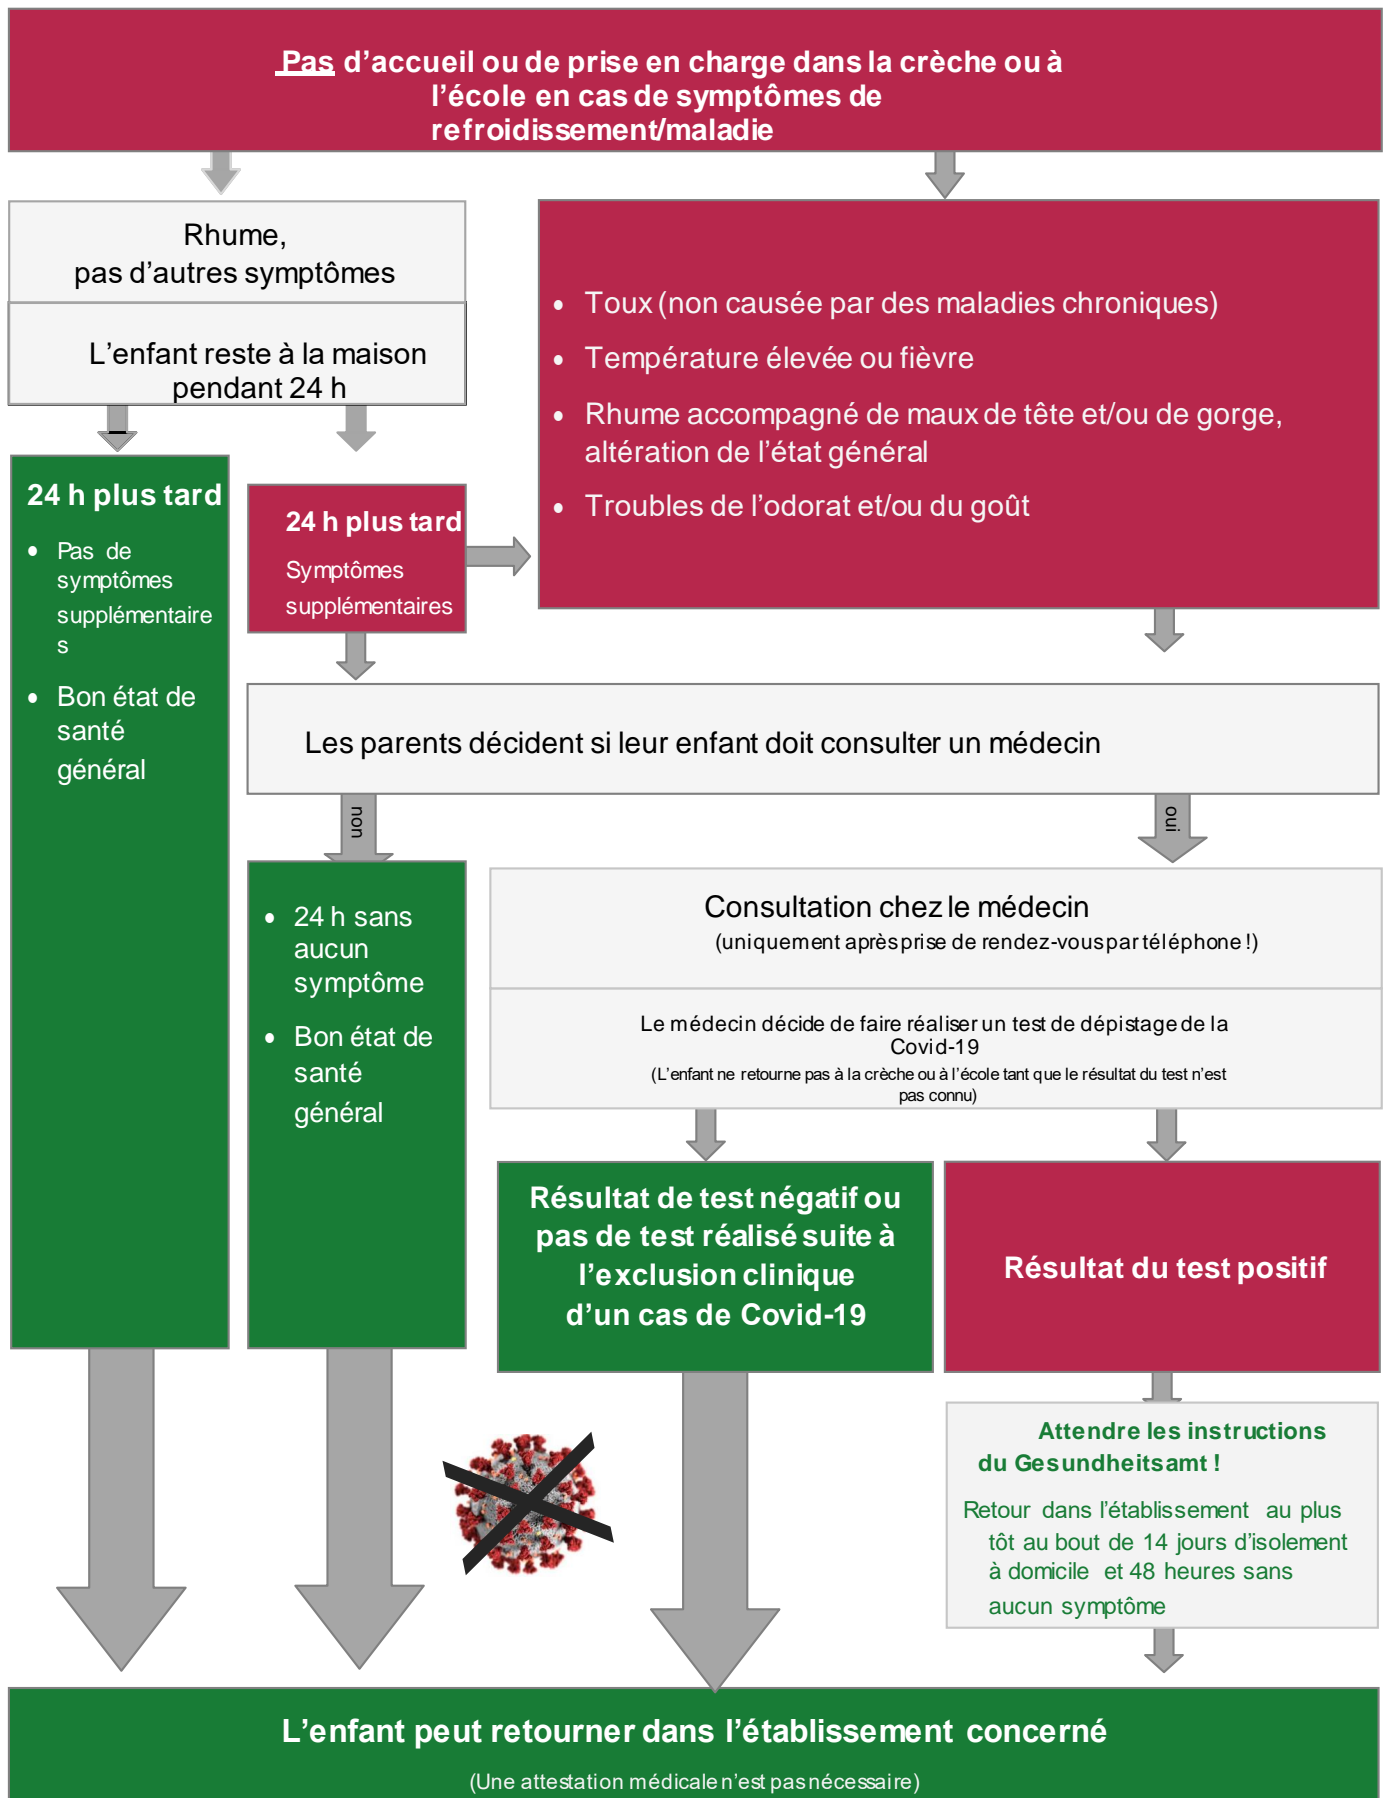 Pas d’accueil ou de prise en charge dans la crèche ou à
l’école en cas de symptômes de
refroidissement/maladie
Rhume,
pas d’autres symptômes
L’enfant reste à la maison
pendant 24 h
• Toux (non causée par des maladies chroniques)
• Température élevée ou fièvre
• Rhume accompagné de maux de tête et/ou de gorge,
altération de l’état général
• Troubles de l’odorat et/ou du goût
24 h plus tard
• Pas de
symptômes
supplémentaire
s
• Bon état de
santé
général
24 h plus tard
Symptômes
supplémentaires
Les parents décident si leur enfant doit consulter un médecin
non
oui
• 24 h sans
aucun
symptôme
• Bon état de
santé
général
Consultation chez le médecin
(uniquement après prise de rendez-vous par téléphone !)
Le médecin décide de faire réaliser un test de dépistage de la
Covid-19
(L’enfant ne retourne pas à la crèche ou à l’école tant que le résultat du test n’est
pas connu)
Résultat de test négatif ou
pas de test réalisé suite à
l’exclusion clinique
d’un cas de Covid-19
Résultat du test positif
Attendre les instructions
du Gesundheitsamt !
Retour dans l’établissement au plus
tôt au bout de 14 jours d’isolement
à domicile et 48 heures sans
aucun symptôme
L’enfant peut retourner dans l’établissement concerné
(Une attestation médicale n’est pas nécessaire)